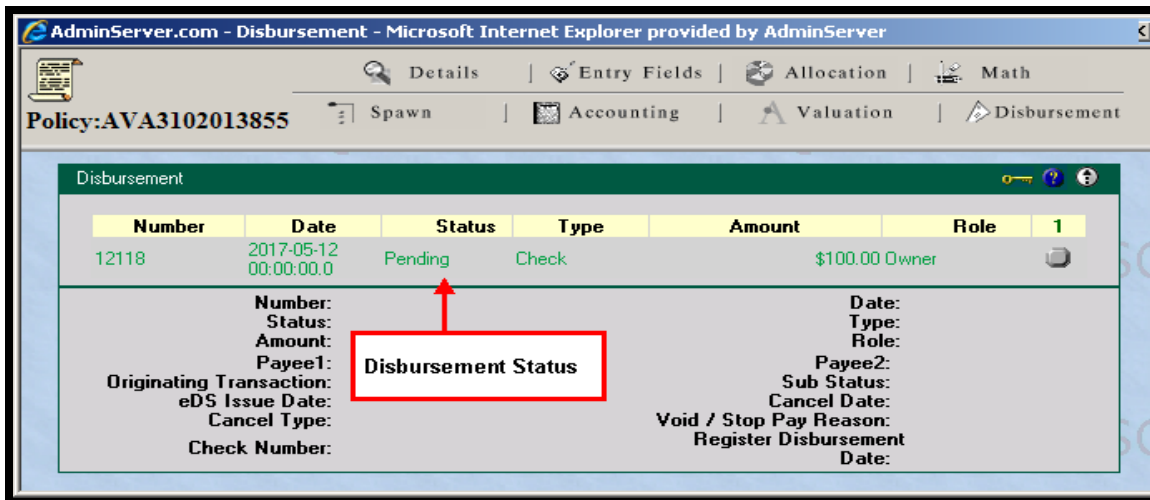 AdminServer.com - Disbursement - Microsoft Internet Explorer provided by AdminServer
Details | Entry Fields | Allocation | Math
Policy:AVA3102013855 Spawn | Accounting | Valuation | Disbursement
Disbursement ?
Number Date Status Type Amount Role 1
12118 2017-05-12 00:00:00.0 Pending Check $100.00 Owner
Number: Date:
Status: Type:
Amount: Role:
Disbursement Status
Payee1: Payee2:
Originating Transaction: Sub Status:
eDS Issue Date: Cancel Date:
Cancel Type: Void / Stop Pay Reason:
Check Number: Register Disbursement
Date: